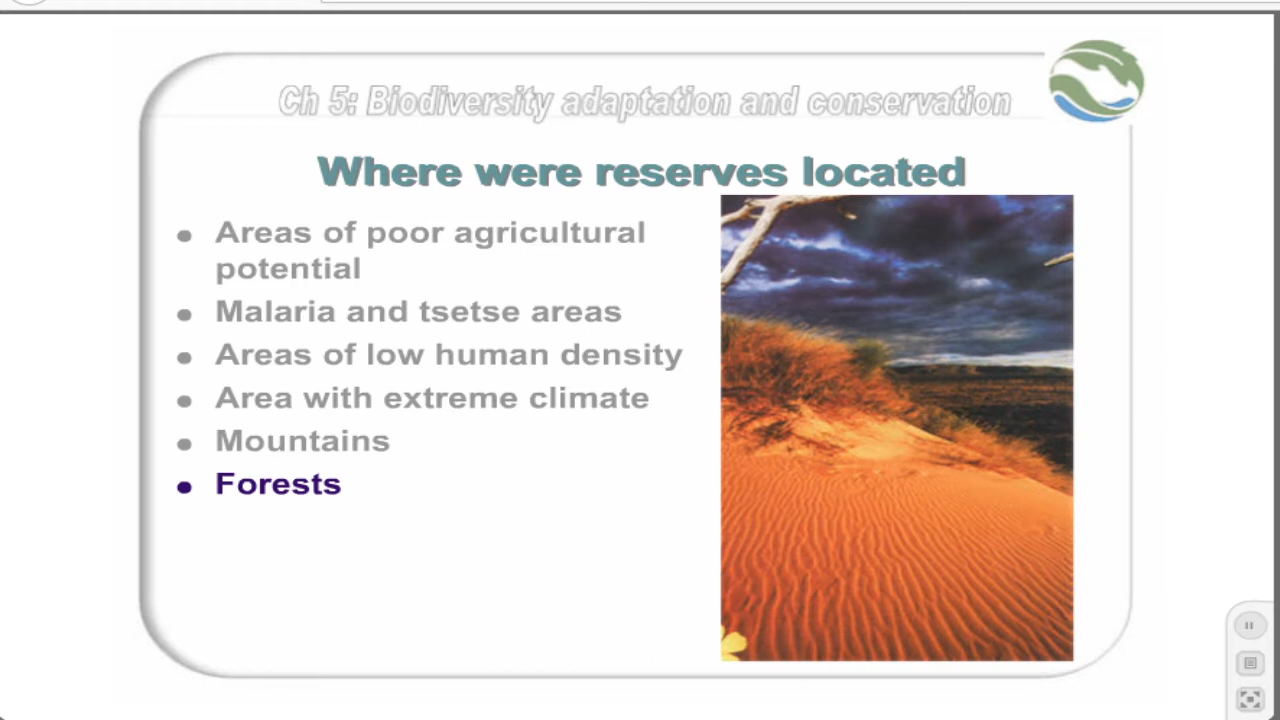 Ch 5: Biodiversity adaptation and conservation
Where were reserves located
• Areas of poor agricultural
potential
• Malaria and tsetse areas
• Areas of low human density
• Area with extreme climate
• Mountains
• Forests